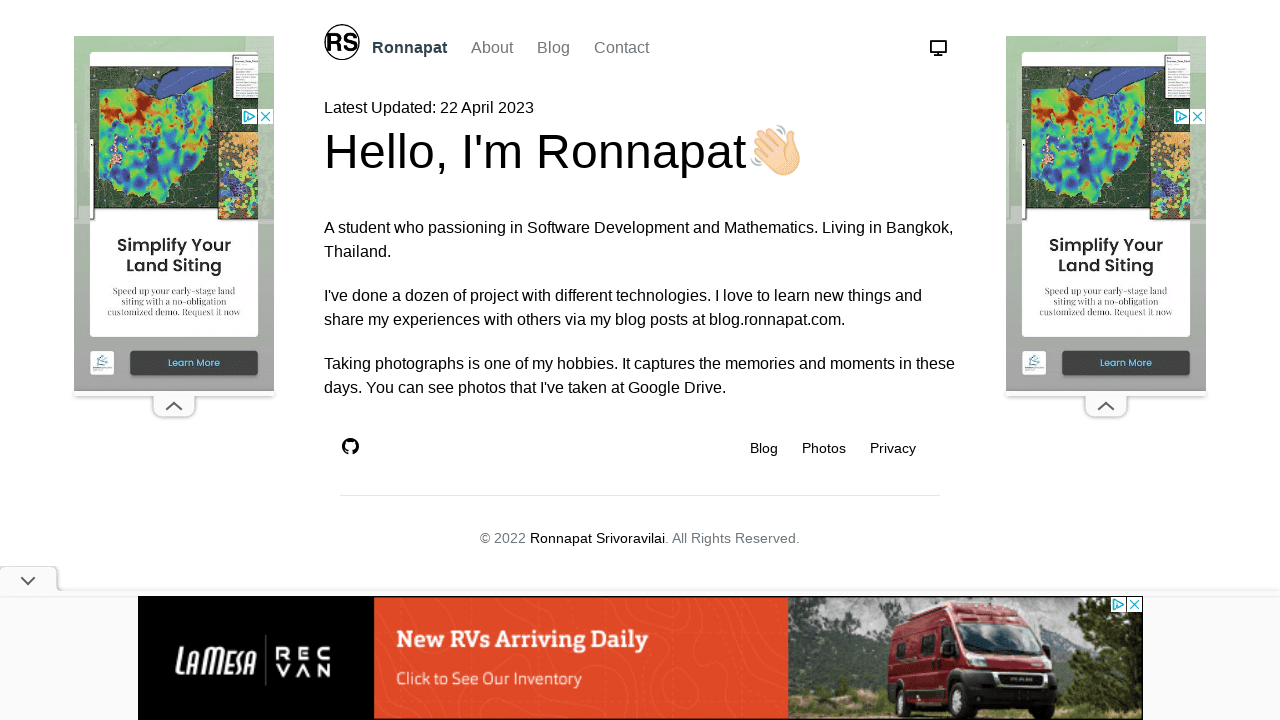 RS
Ronnapat
About
Blog
Contact
Latest Updated: 22 April 2023
Hello, I'm Ronnapat👋🏻
A student who passioning in Software Development and Mathematics. Living in Bangkok,
Thailand.
I've done a dozen of project with different technologies. I love to learn new things and
share my experiences with others via my blog posts at blog.ronnapat.com.
Taking photographs is one of my hobbies. It captures the memories and moments in these
days. You can see photos that I've taken at Google Drive.
Blog
Photos
Privacy
© 2022 Ronnapat Srivoravilai. All Rights Reserved.
Simplify Your
Land Siting
Speed up your early-stage land
siting with a no-obligation
customized demo. Request it now
Learn More
Simplify Your
Land Siting
Speed up your early-stage land
siting with a no-obligation
customized demo. Request it now
Learn More
LAMESA
REC
VAN
New RVs Arriving Daily
Click to See Our Inventory